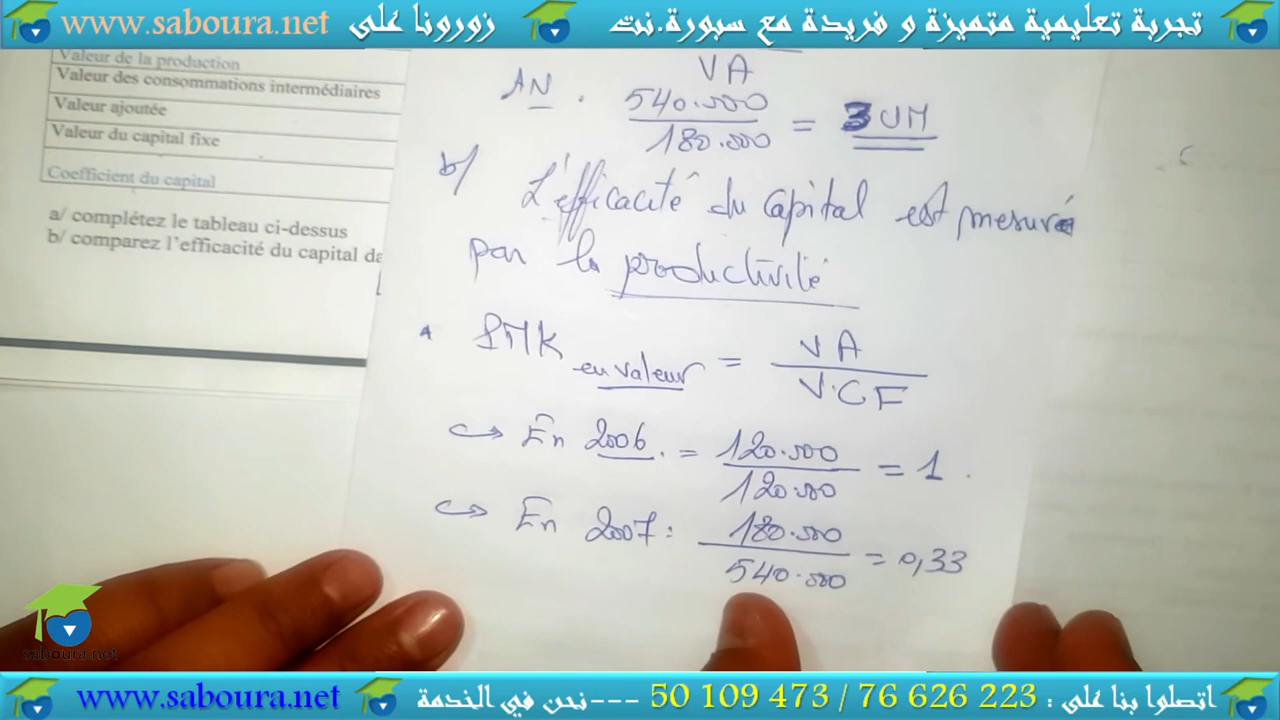 www.saboura.net زورونا على تجربة تعليمية متميزة و فريدة مع سبورة.نت
Valeur de la production
Valeur des consommations intermédiaires
Valeur ajoutée
Valeur du capital fixe
Coefficient du capital
a/ complétez le tableau ci-dessus
b/ comparez l'efficacité du capital da
VA
AN. 540.000 / 180.000 = 3 UM
b/ L'éfficacité du capital est mesurée
par la productivité
PMK en valeur = VA / V.CF
↪ En 2006. = 120.000 / 120.000 = 1.
↪ En 2007: 180.000 / 540.000 = 0,33
saboura.net
www.saboura.net اتصلوا بنا على : 50 109 473 / 76 626 223 ---نحن في الخدمة